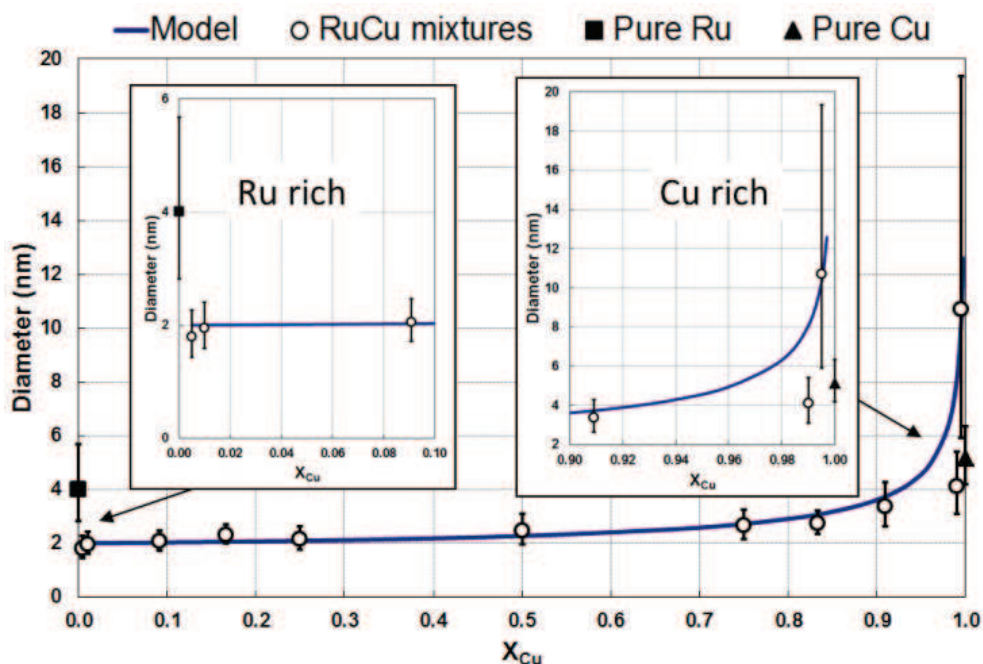 Model RuCu mixtures Pure Ru Pure Cu
20
18
16
14
12
10
8
6
4
2
0
Diameter (nm)
0.0 0.1 0.2 0.3 0.4 0.5 0.6 0.7 0.8 0.9 1.0
XCu
Ru rich
6
4
2
0
Diameter (nm)
0.00 0.02 0.04 0.06 0.08 0.10
XCu
Cu rich
20
18
16
14
12
10
8
6
4
2
Diameter (nm)
0.90 0.92 0.94 0.96 0.98 1.00
XCu